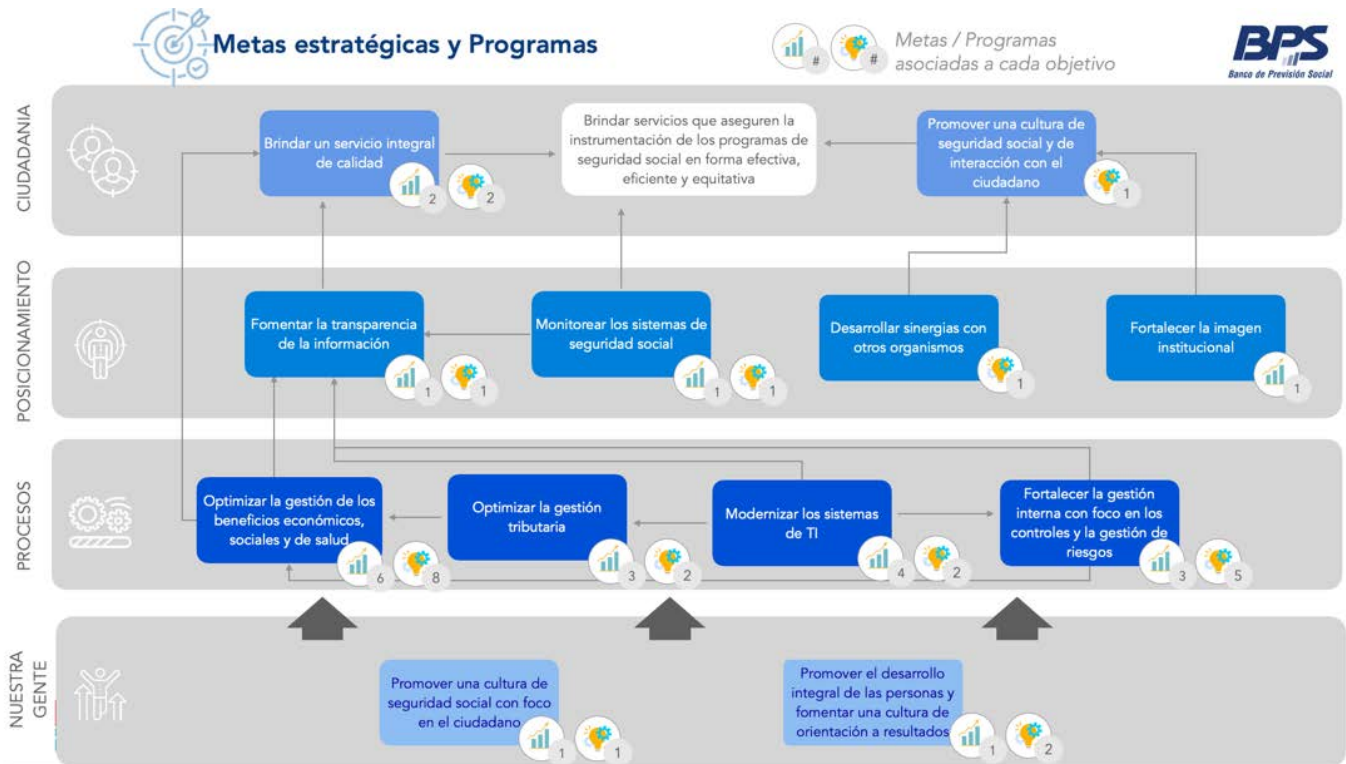 Metas estratégicas y Programas
# #
Metas / Programas
asociadas a cada objetivo
BPS
Banco de Previsión Social
CIUDADANIA
Brindar un servicio integral
de calidad
2 2
Brindar servicios que aseguren la
instrumentación de los programas de
seguridad social en forma efectiva,
eficiente y equitativa
Promover una cultura de
seguridad social y de
interacción con el
ciudadano
1
POSICIONAMIENTO
Fomentar la transparencia
de la información
1 1
Monitorear los sistemas de
seguridad social
1 1
Desarrollar sinergias con
otros organismos
1
Fortalecer la imagen
institucional
1
PROCESOS
Optimizar la gestión de los
beneficios económicos,
sociales y de salud
6 8
Optimizar la gestión
tributaria
3 2
Modernizar los sistemas
de TI
4 2
Fortalecer la gestión
interna con foco en los
controles y la gestión de
riesgos
3 5
NUESTRA
GENTE
Promover una cultura de
seguridad social con foco
en el ciudadano
1 1
Promover el desarrollo
integral de las personas y
fomentar una cultura de
orientación a resultados
1 2